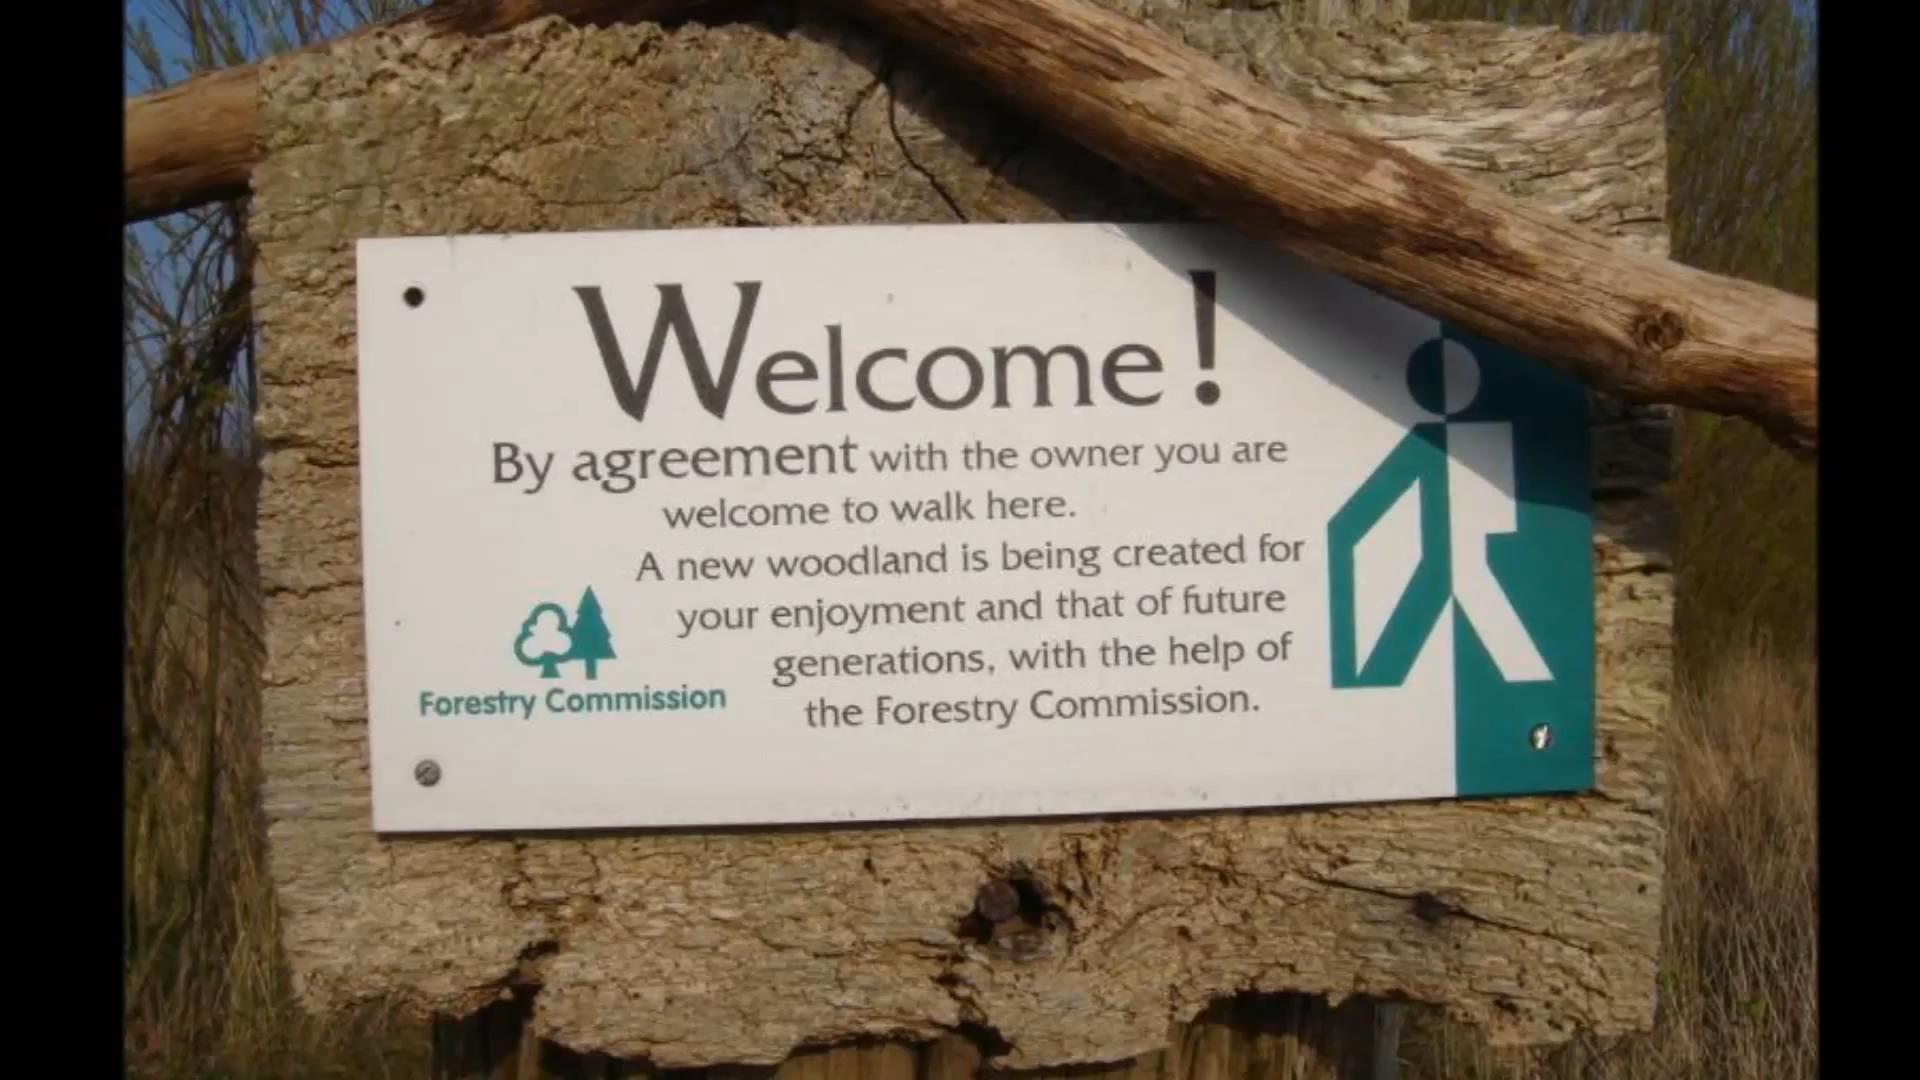 Welcome!
By agreement with the owner you are
welcome to walk here.
A new woodland is being created for
your enjoyment and that of future
generations, with the help of
the Forestry Commission.
Forestry Commission